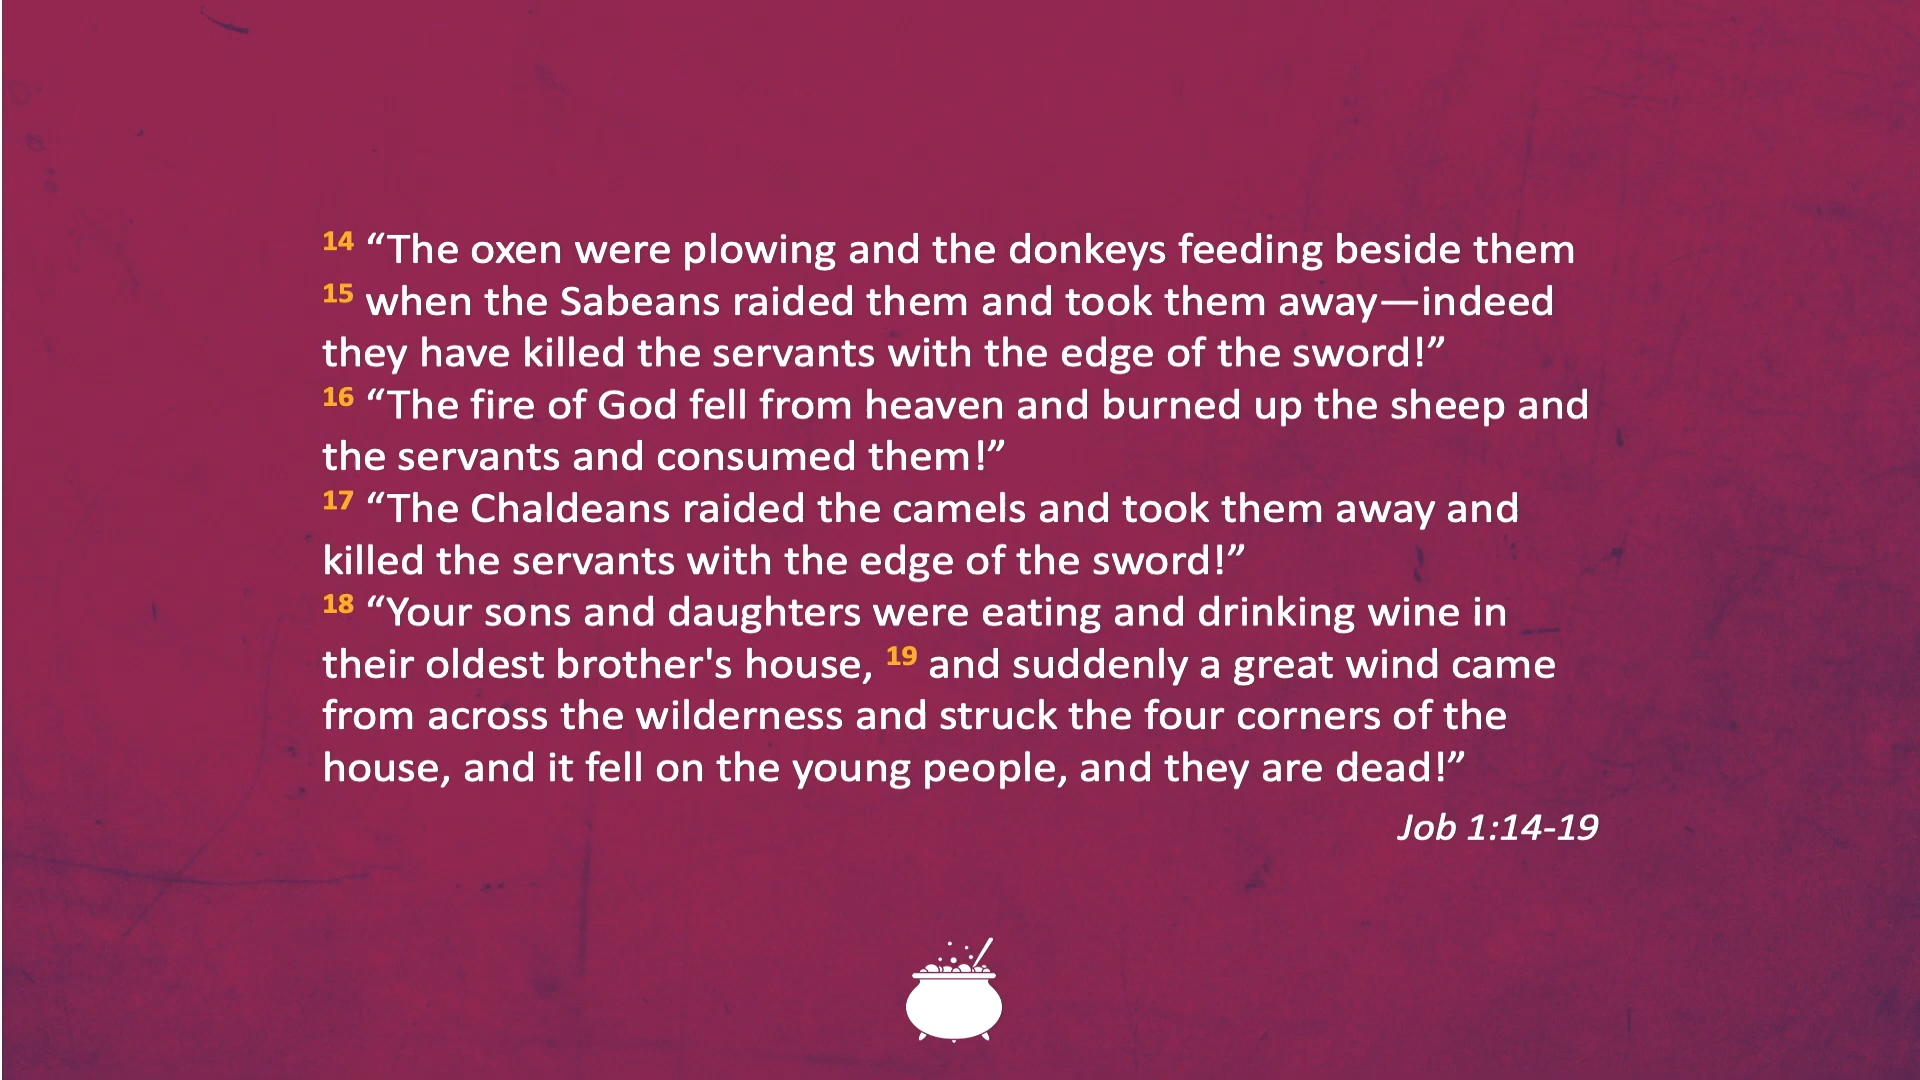 14 “The oxen were plowing and the donkeys feeding beside them
15 when the Sabeans raided them and took them away—indeed
they have killed the servants with the edge of the sword!”
16 “The fire of God fell from heaven and burned up the sheep and
the servants and consumed them!”
17 “The Chaldeans raided the camels and took them away and
killed the servants with the edge of the sword!”
18 “Your sons and daughters were eating and drinking wine in
their oldest brother's house, 19 and suddenly a great wind came
from across the wilderness and struck the four corners of the
house, and it fell on the young people, and they are dead!”
Job 1:14-19